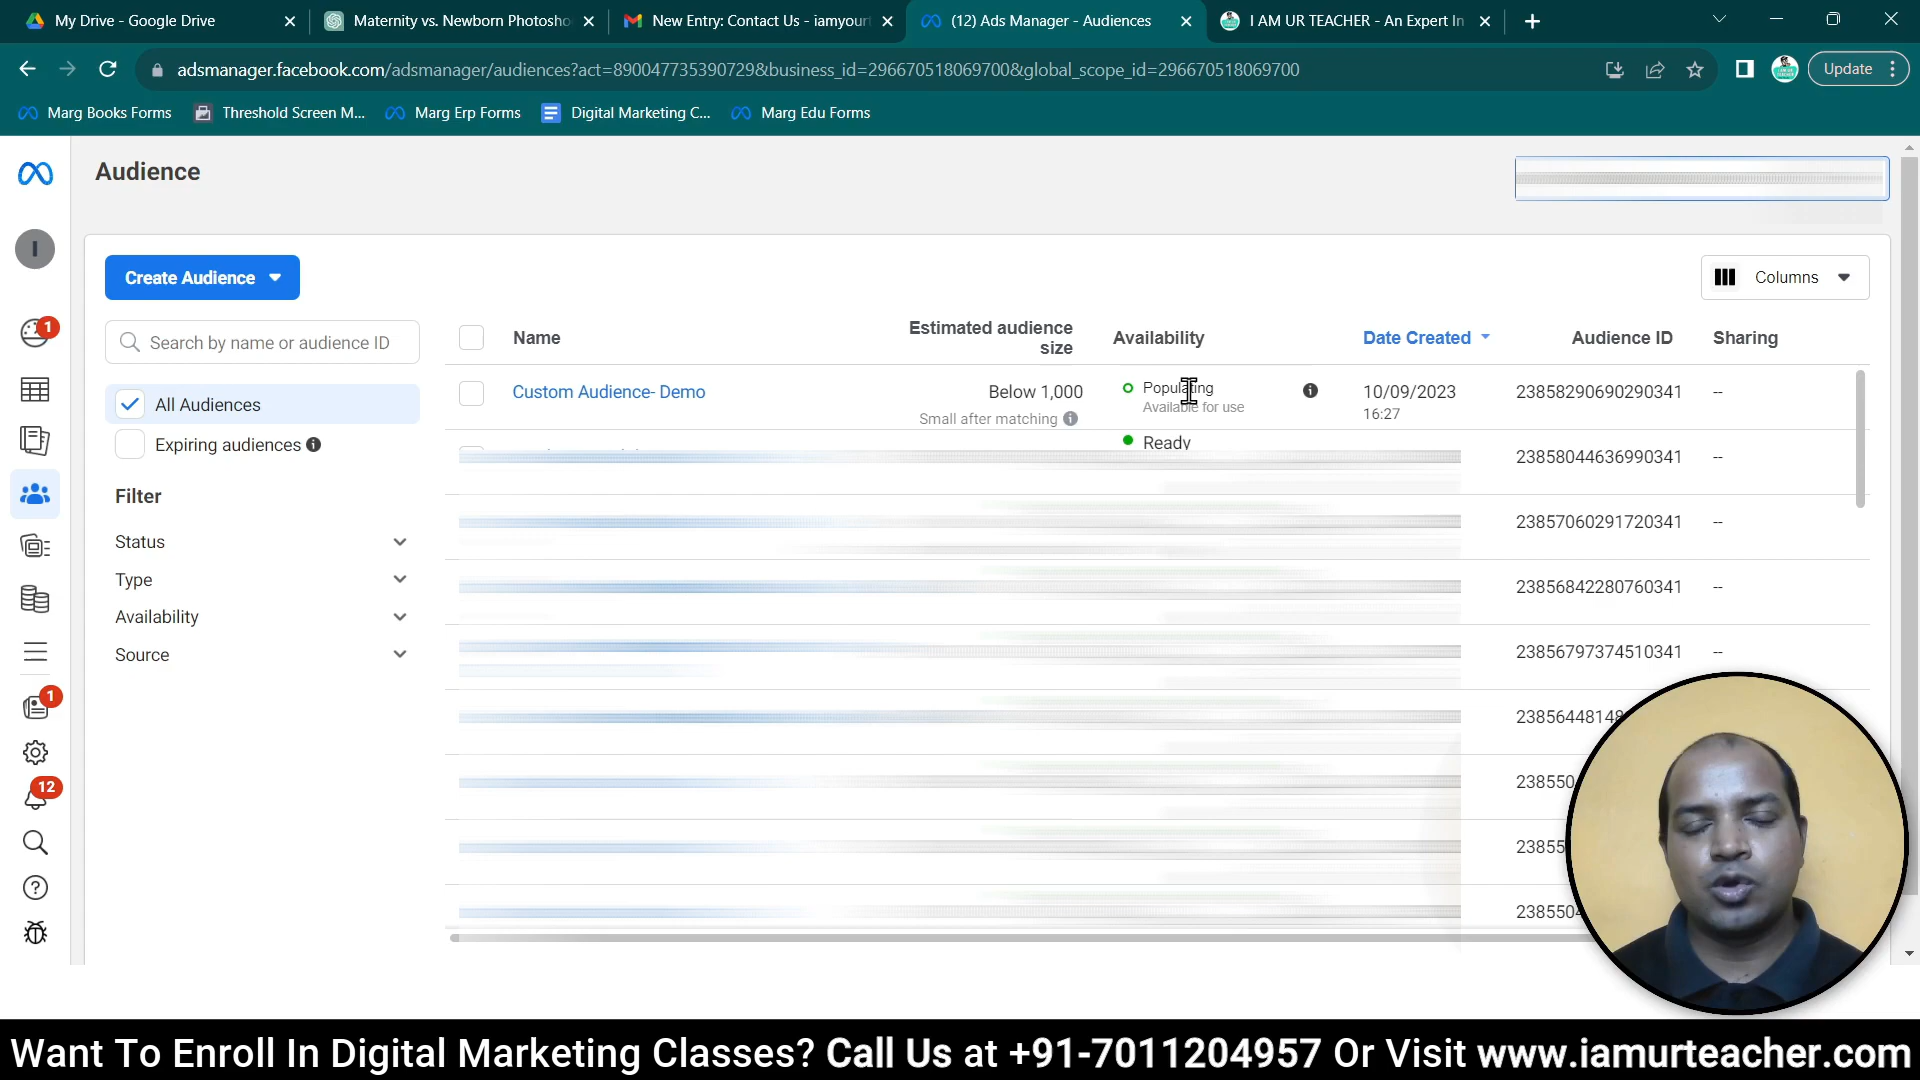 My Drive - Google Drive
Maternity vs. Newborn Photosho
New Entry: Contact Us - iamyour
(12) Ads Manager - Audiences
I AM UR TEACHER - An Expert In
adsmanager.facebook.com/adsmanager/audiences?act=890047735390729&business_id=296670518069700&global_scope_id=296670518069700
Update
Marg Books Forms
Threshold Screen M...
Marg Erp Forms
Digital Marketing C...
Marg Edu Forms
Audience
I
Create Audience
Columns
Search by name or audience ID
Name
Estimated audience
size
Availability
Date Created
Audience ID
Sharing
1
All Audiences
Expiring audiences
Custom Audience- Demo
Below 1,000
Small after matching
Populating
Available for use
10/09/2023
16:27
23858290690290341
--
Ready
23858044636990341
--
Filter
Status
Type
Availability
Source
23857060291720341
--
23856842280760341
--
23856797374510341
--
1
12
Want To Enroll In Digital Marketing Classes? Call Us at +91-7011204957 Or Visit www.iamurteacher.com